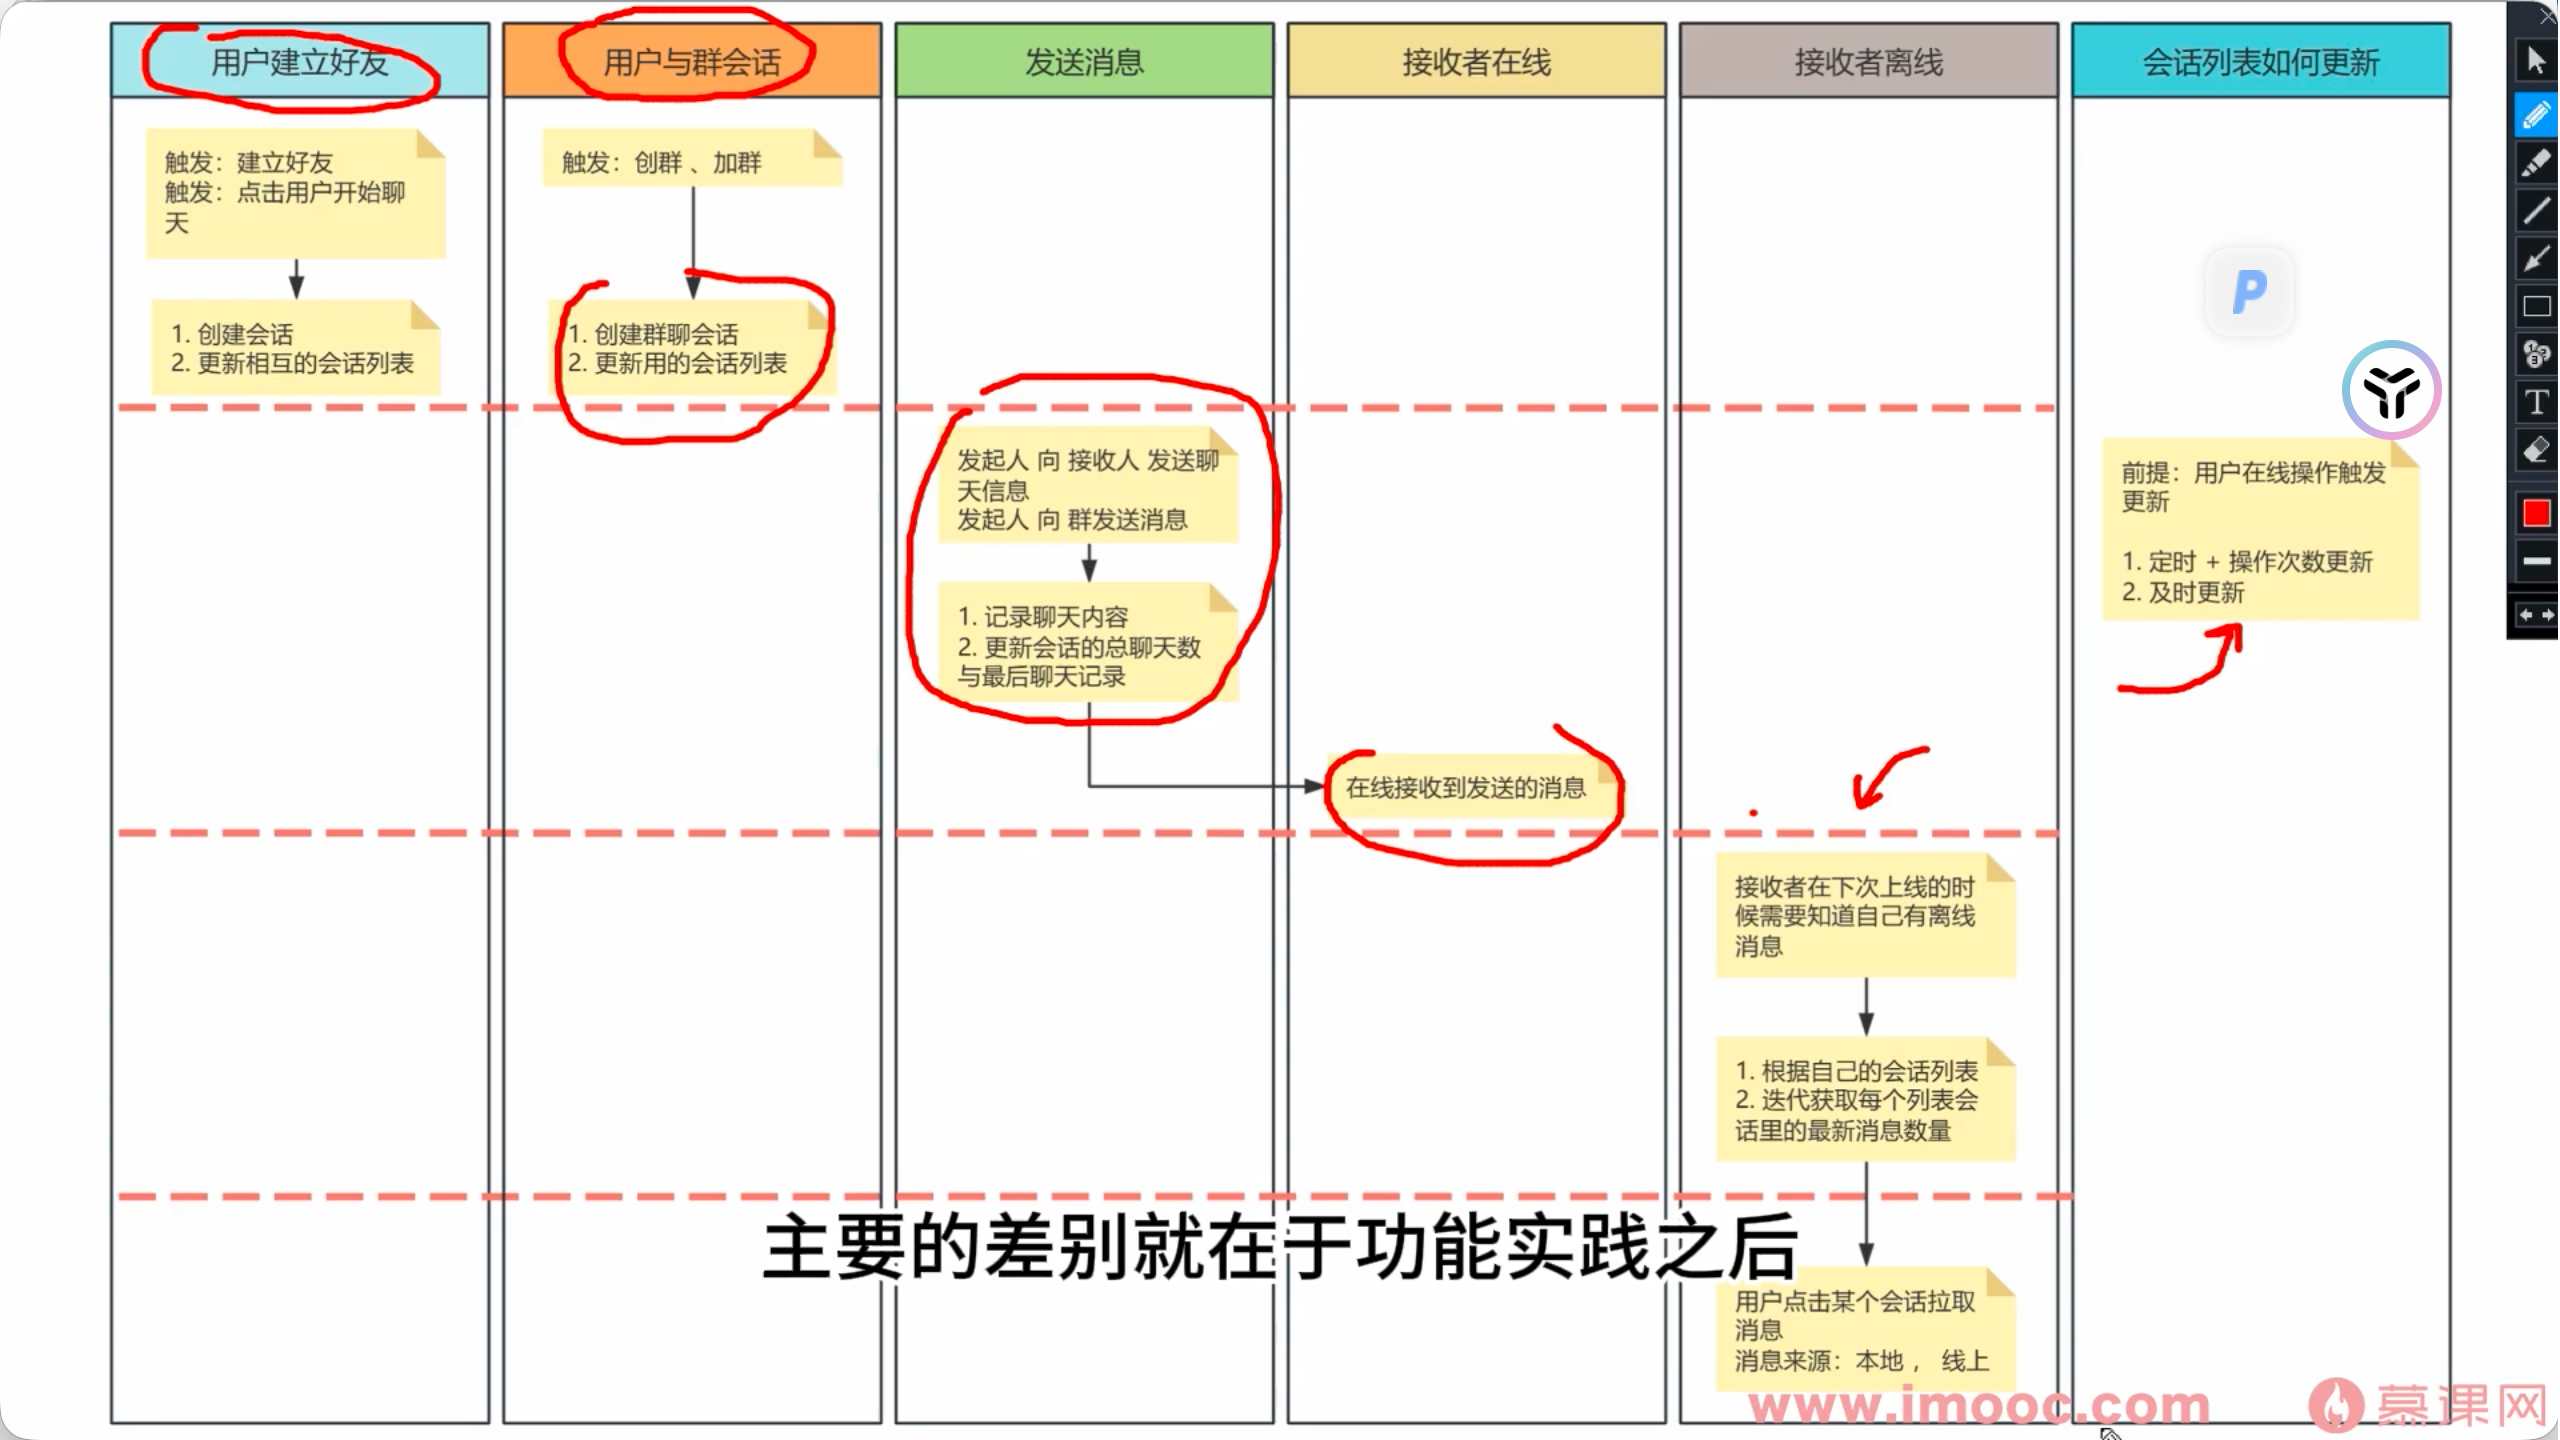 用户建立好友
用户与群会话
发送消息
接收者在线
接收者离线
会话列表如何更新
触发：建立好友
触发：点击用户开始聊
天
1. 创建会话
2. 更新相互的会话列表
触发：创群 、加群
1. 创建群聊会话
2. 更新用的会话列表
发起人 向 接收人 发送聊
天信息
发起人 向 群发送消息
1. 记录聊天内容
2. 更新会话的总聊天数
与最后聊天记录
在线接收到发送的消息
接收者在下次上线的时
候需要知道自己有离线
消息
1. 根据自己的会话列表
2. 迭代获取每个列表会
话里的最新消息数量
用户点击某个会话拉取
消息
消息来源：本地 ， 线上
前提：用户在线操作触发
更新
1. 定时 + 操作次数更新
2. 及时更新
P
T
主要的差别就在于功能实践之后
www.imooc.com
慕课网